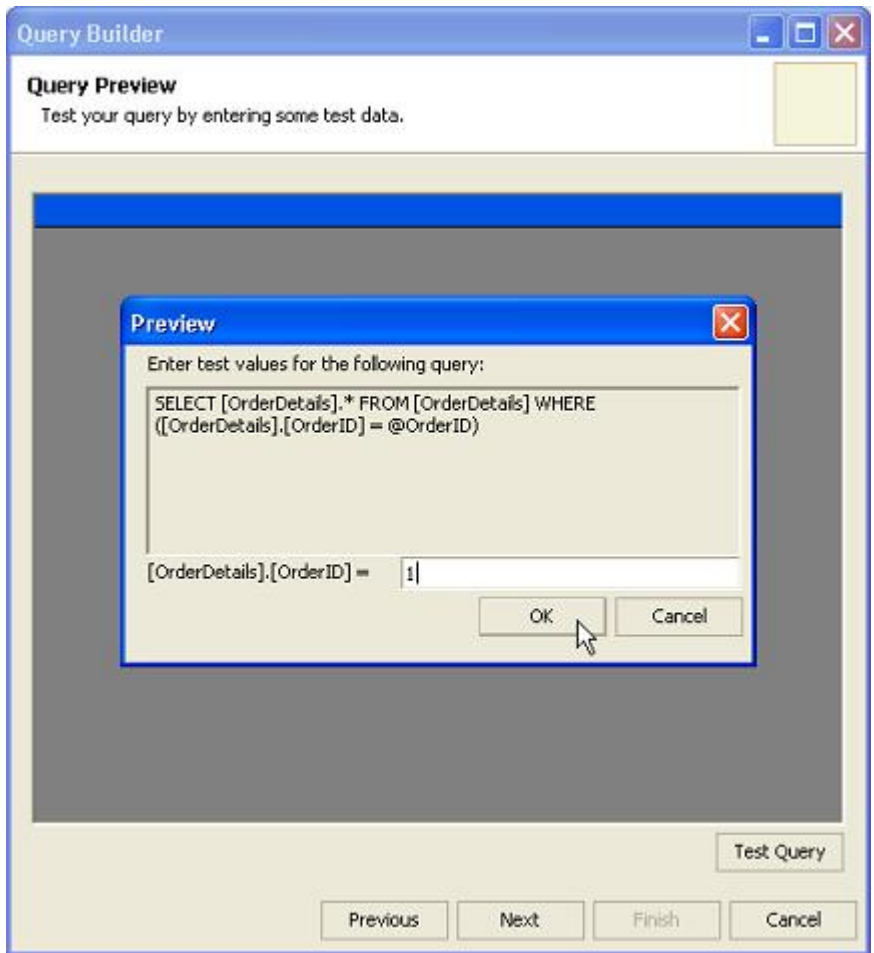 Query Builder
Query Preview
Test your query by entering some test data.
Preview
Enter test values for the following query:
SELECT [OrderDetails].* FROM [OrderDetails] WHERE
([OrderDetails].[OrderID] = @OrderID)
[OrderDetails].[OrderID] = 1
OK Cancel
Test Query
Previous Next Finish Cancel